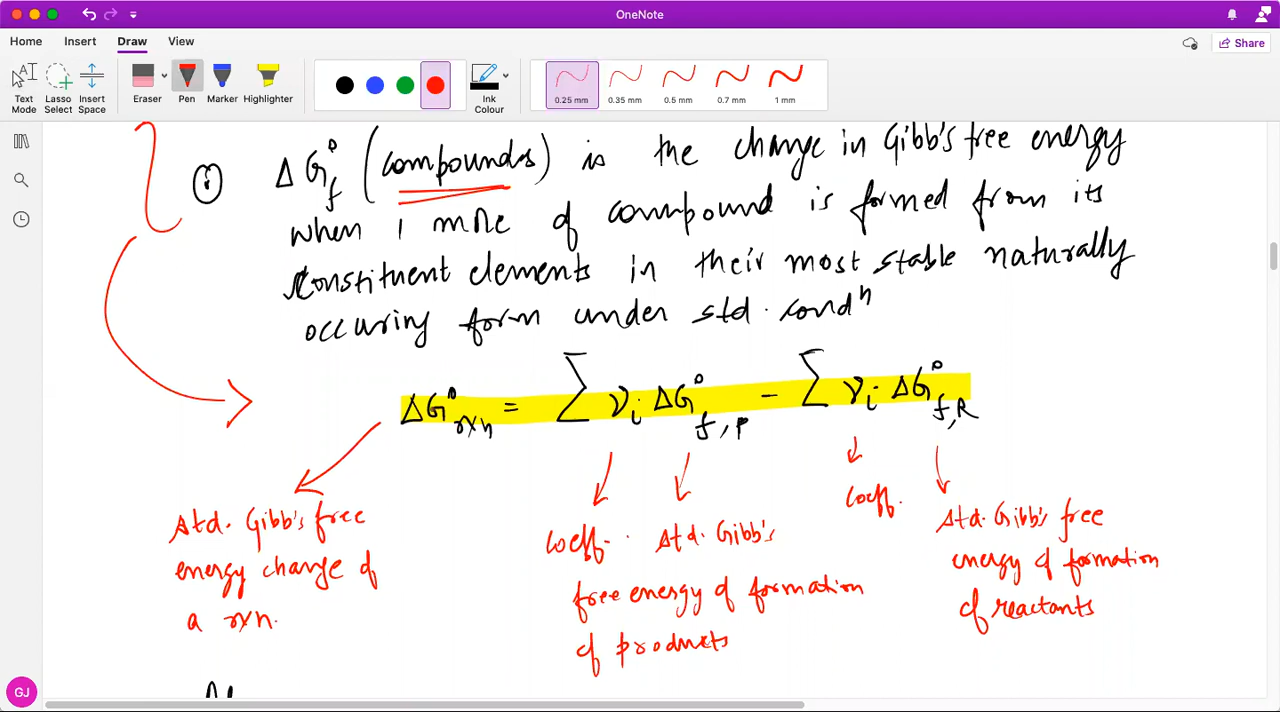 OneNote
Home Insert Draw View
Share
Text Mode
Lasso Select
Insert Space
Eraser
Pen
Marker
Highlighter
Ink Colour
0.25 mm
0.35 mm
0.5 mm
0.7 mm
1 mm
① ΔG°f (compounds) is the change in Gibb's free energy
when 1 mole of compound is formed from its
constituent elements in their most stable naturally
occuring form under std. condⁿ
ΔG°rxn = Σ νi ΔG°f,P − Σ νi ΔG°f,R
Std. Gibb's free
energy change of
a rxn.
coeff.
Std. Gibb's
free energy of formation
of products
coeff.
Std. Gibb's free
energy of formation
of reactants
GJ